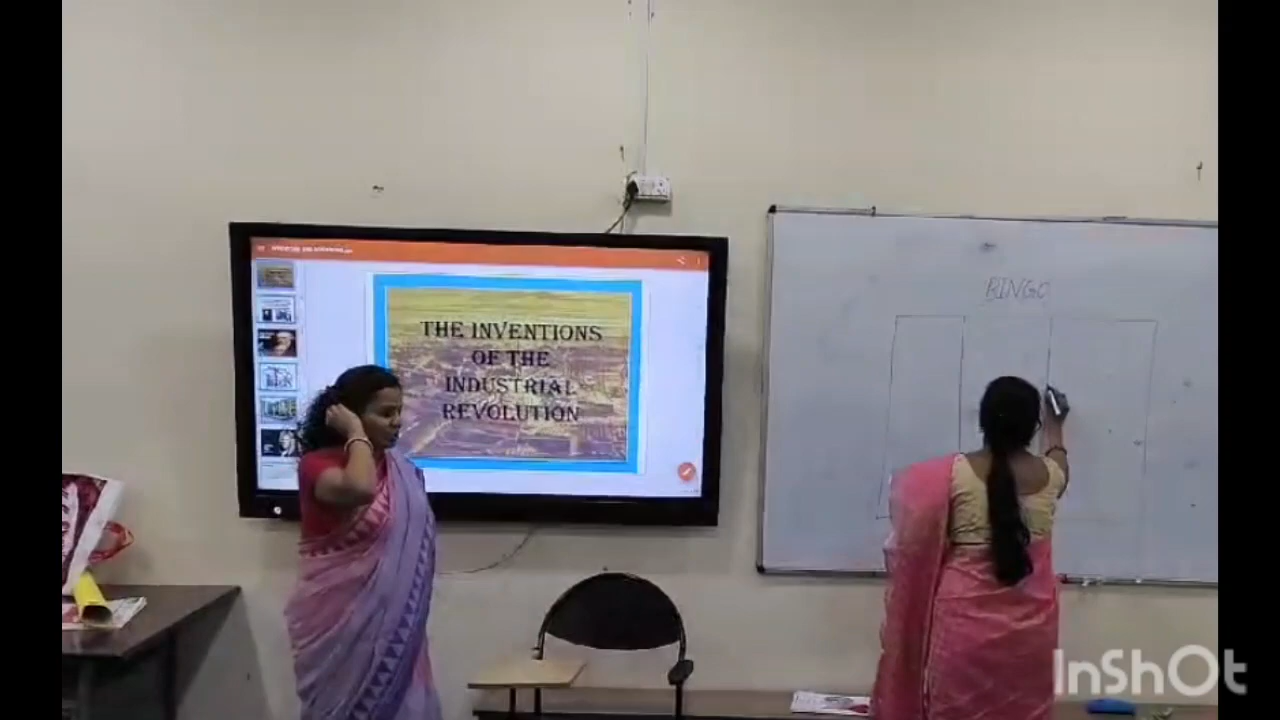 THE INVENTIONS
OF THE
INDUSTRIAL
REVOLUTION
BINGO
InShOt